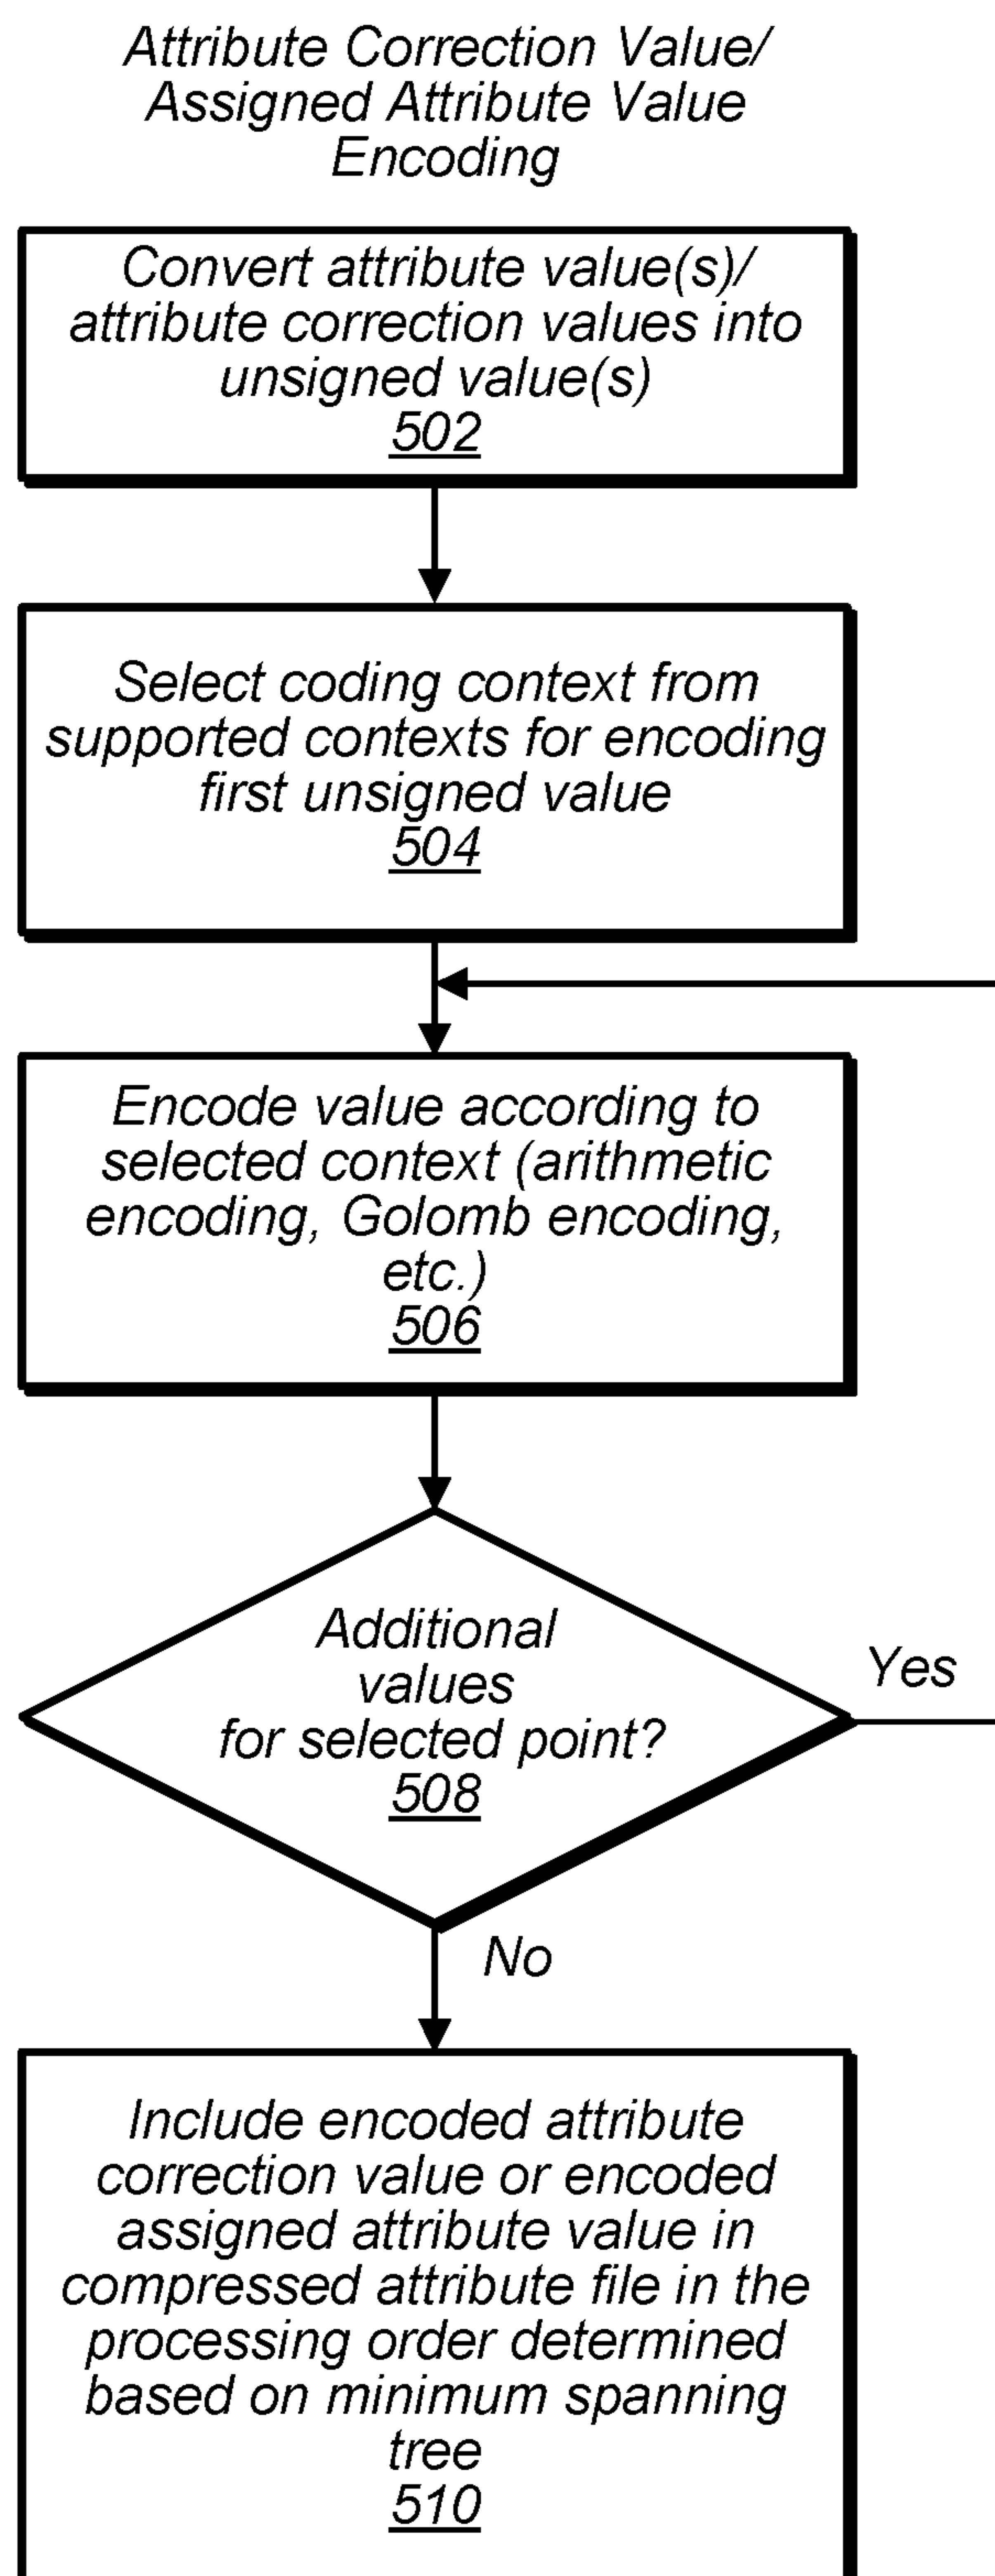 Attribute Correction Value/
Assigned Attribute Value
Encoding
Convert attribute value(s)/
attribute correction values into
unsigned value(s)
502
Select coding context from
supported contexts for encoding
first unsigned value
504
Encode value according to
selected context (arithmetic
encoding, Golomb encoding,
etc.)
506
Additional
values
for selected point?
508
Yes
No
Include encoded attribute
correction value or encoded
assigned attribute value in
compressed attribute file in the
processing order determined
based on minimum spanning
tree
510